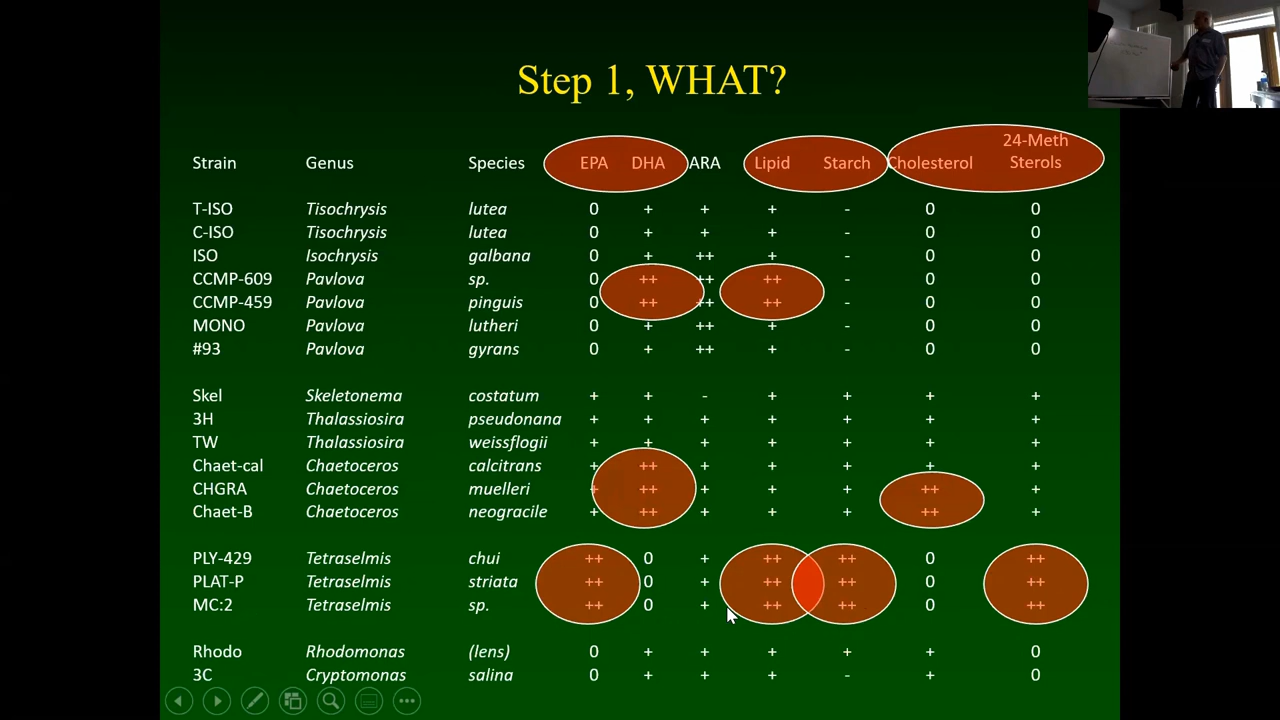 Step 1, WHAT?
Strain Genus Species EPA DHA ARA Lipid Starch Cholesterol 24-Meth Sterols
T-ISO Tisochrysis lutea 0 + + + - 0 0
C-ISO Tisochrysis lutea 0 + + + - 0 0
ISO Isochrysis galbana 0 + ++ + - 0 0
CCMP-609 Pavlova sp. 0 ++ ++ ++ - 0 0
CCMP-459 Pavlova pinguis 0 ++ ++ ++ - 0 0
MONO Pavlova lutheri 0 + ++ + - 0 0
#93 Pavlova gyrans 0 + ++ + - 0 0
Skel Skeletonema costatum + + - + + + +
3H Thalassiosira pseudonana + + + + + + +
TW Thalassiosira weissflogii + + + + + + +
Chaet-cal Chaetoceros calcitrans + ++ + + + + +
CHGRA Chaetoceros muelleri + ++ + + + ++ +
Chaet-B Chaetoceros neogracile + ++ + + + ++ +
PLY-429 Tetraselmis chui ++ 0 + ++ ++ 0 ++
PLAT-P Tetraselmis striata ++ 0 + ++ ++ 0 ++
MC:2 Tetraselmis sp. ++ 0 + ++ ++ 0 ++
Rhodo Rhodomonas (lens) 0 + + + + + 0
3C Cryptomonas salina 0 + + + - + 0